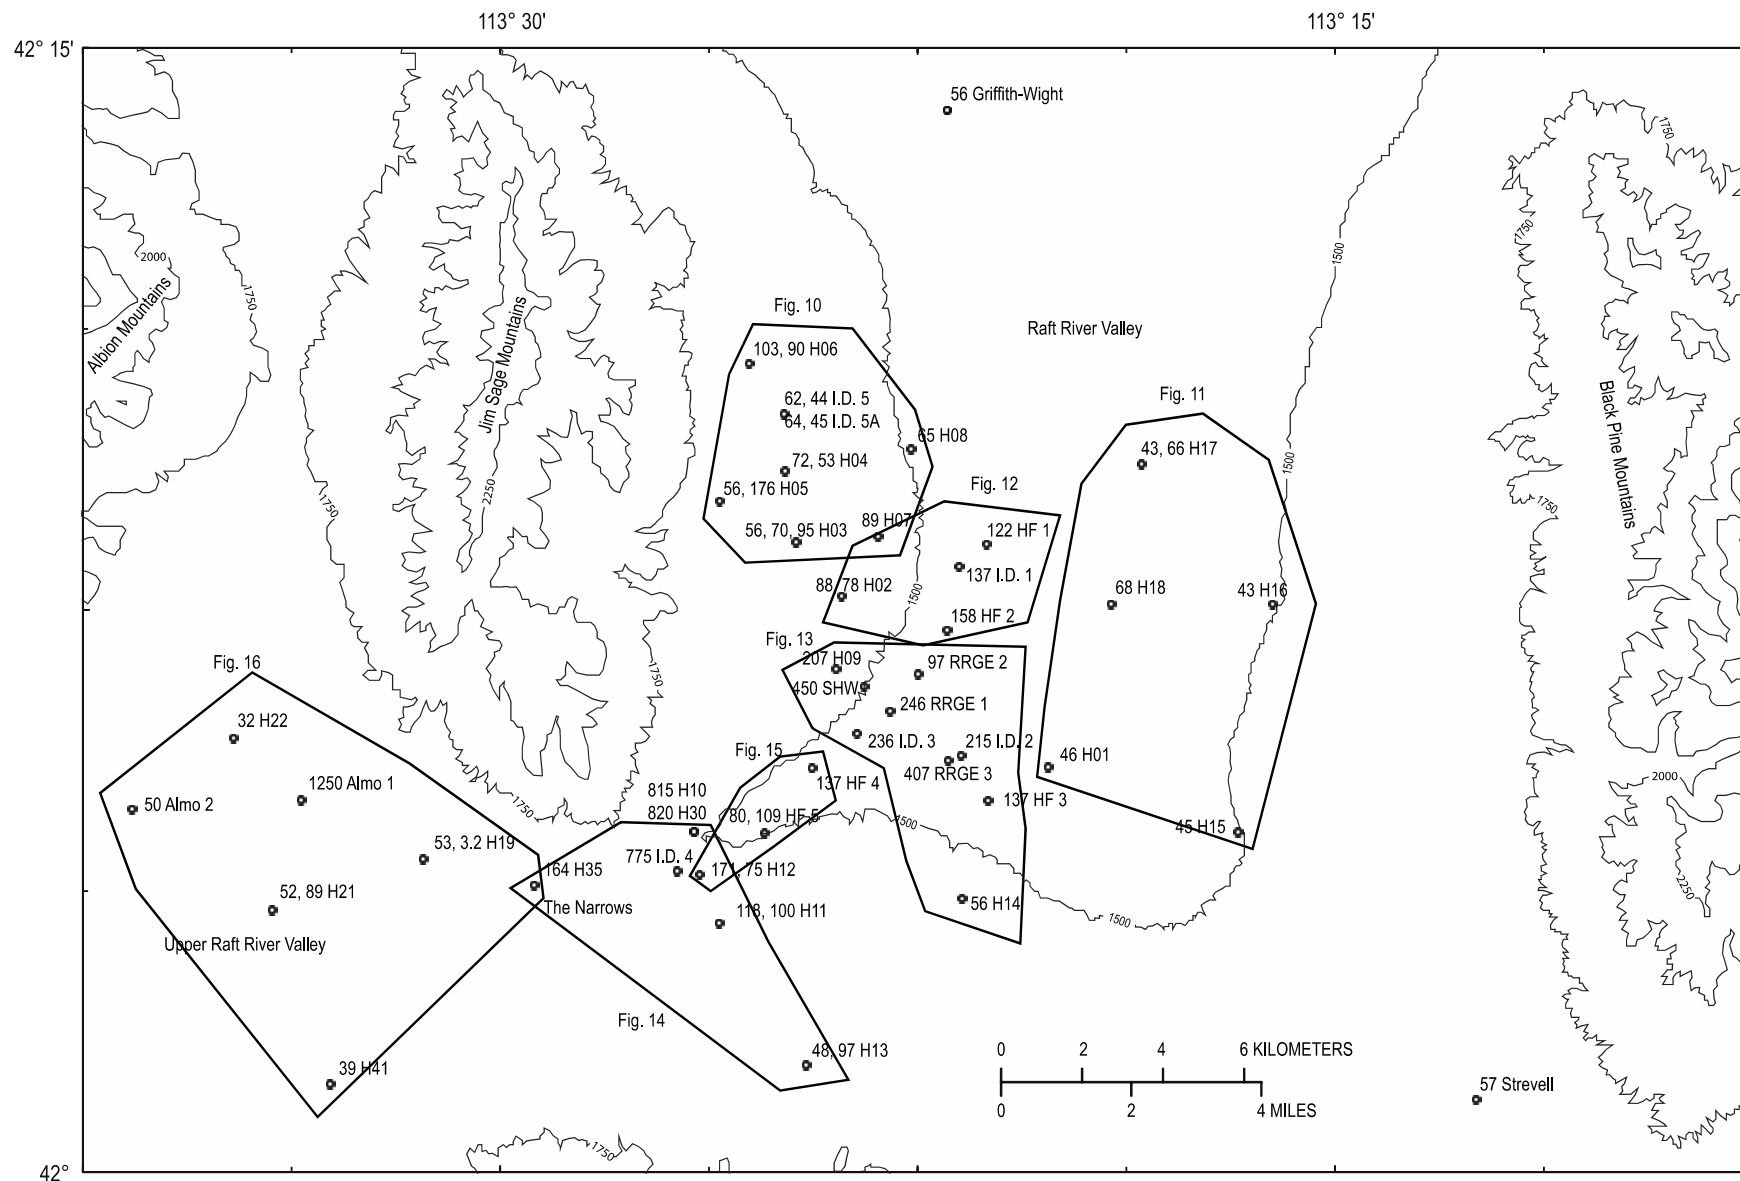 113° 30'
113° 15'
42° 15'
56 Griffith-Wight
1750
1750
2000
Albion Mountains
1750
1500
Jim Sage Mountains
Fig. 10
Raft River Valley
103, 90 H06
62, 44 I.D. 5
64, 45 I.D. 5A
65 H08
72, 53 H04
56, 176 H05
2250
1750
Fig. 11
43, 66 H17
1500
Black Pine Mountains
1750
Fig. 12
89 H07
56, 70, 95 H03
122 HF 1
137 I.D. 1
88, 78 H02
1500
68 H18
43 H16
158 HF 2
Fig. 13
Fig. 16
207 H09
97 RRGE 2
450 SHW
1750
32 H22
246 RRGE 1
236 I.D. 3
215 I.D. 2
Fig. 15
46 H01
407 RRGE 3
137 HF 4
1250 Almo 1
815 H10
50 Almo 2
1750
820 H30
80, 109 HF 5
137 HF 3
1500
45 H15
2000
53, 3.2 H19
775 I.D. 4
164 H35
171, 75 H12
52, 89 H21
The Narrows
118, 100 H11
56 H14
1500
2250
Upper Raft River Valley
Fig. 14
48, 97 H13
39 H41
0 2 4 6 KILOMETERS
0 2 4 MILES
57 Strevell
1750
42°